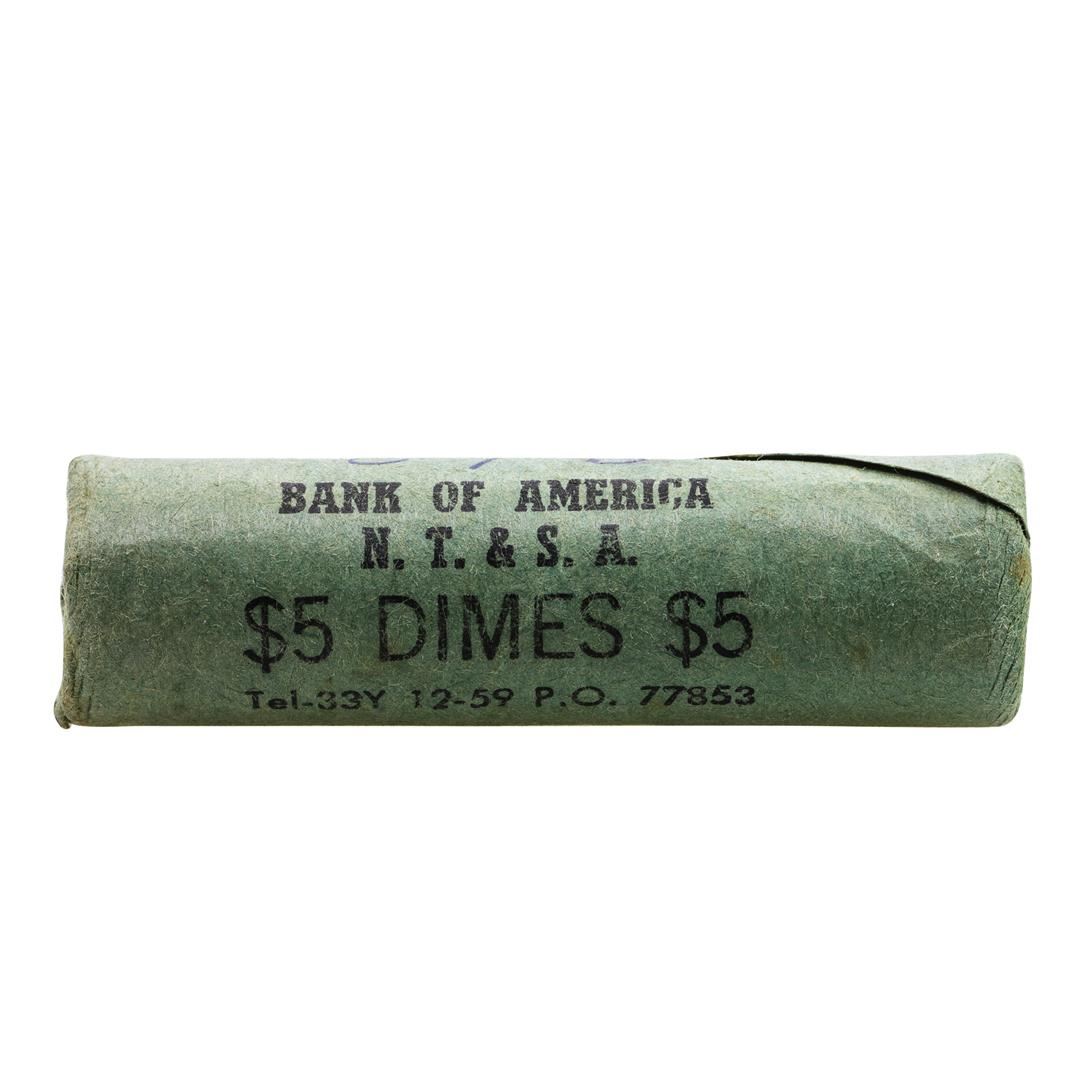 BANK OF AMERICA
N. T. & S. A.
$5 DIMES $5
Tel-33Y 12-59 P.O. 77853